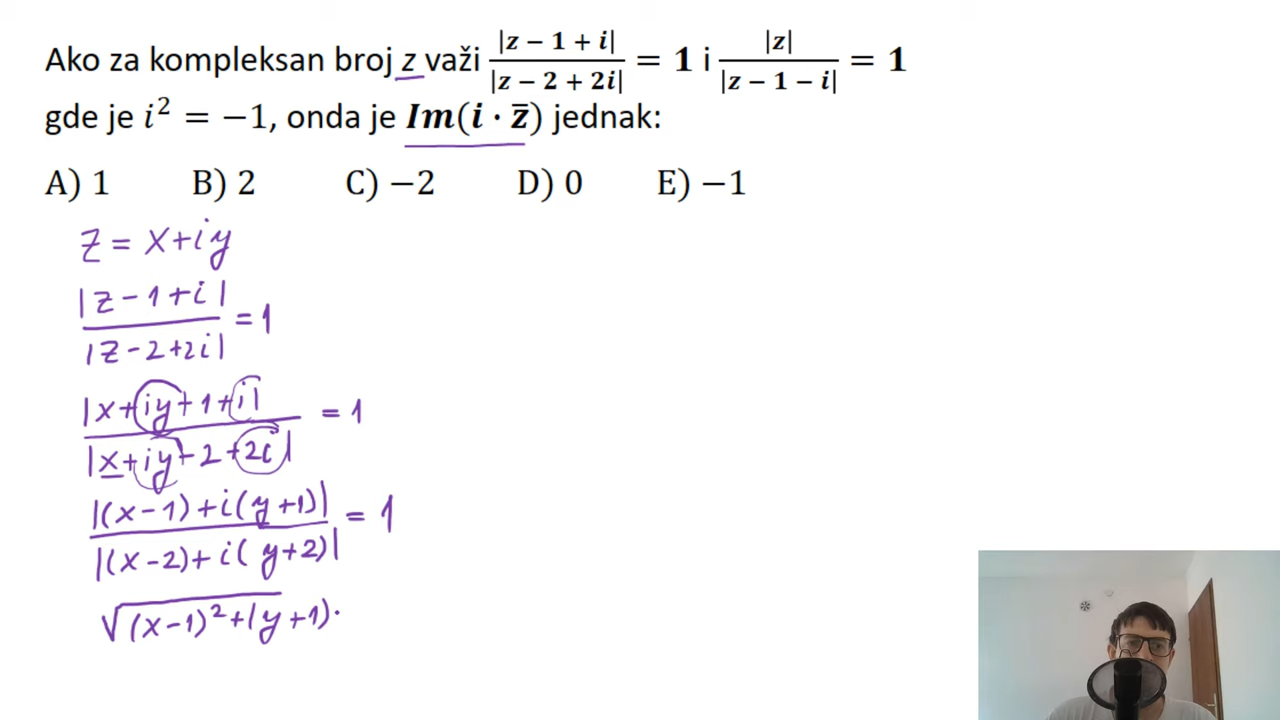 Ako za kompleksan broj z važi |z − 1 + i| / |z − 2 + 2i| = 1 i |z| / |z − 1 − i| = 1
gde je i² = −1, onda je Im(i · z̄) jednak:
A) 1 B) 2 C) −2 D) 0 E) −1
z = x+iy
|z−1+i| / |z−2+2i| = 1
|x+iy+1+i| / |x+iy−2+2i| = 1
|(x−1)+i(y+1)| / |(x−2)+i(y+2)| = 1
√(x−1)²+(y+1)